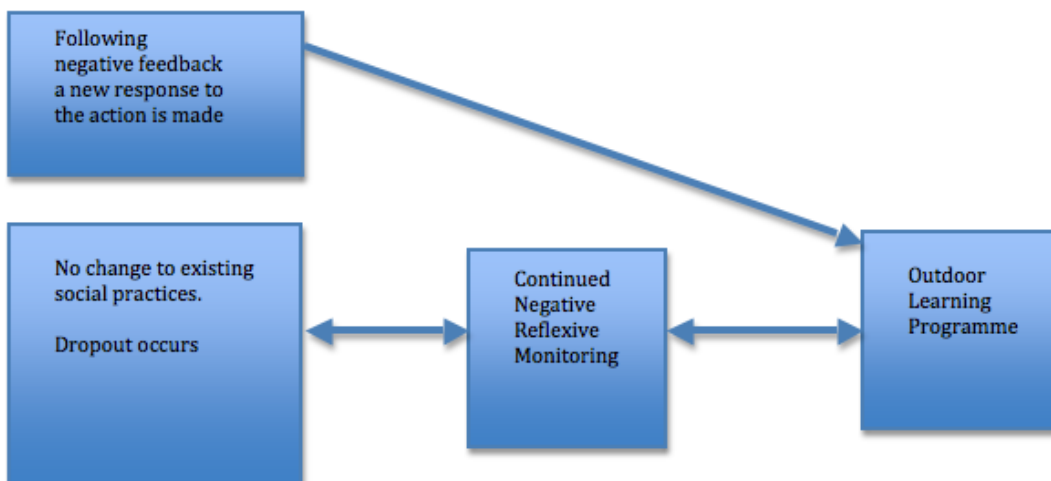 Following
negative feedback
a new response to
the action is made
No change to existing
social practices.
Dropout occurs
Continued
Negative
Reflexive
Monitoring
Outdoor
Learning
Programme